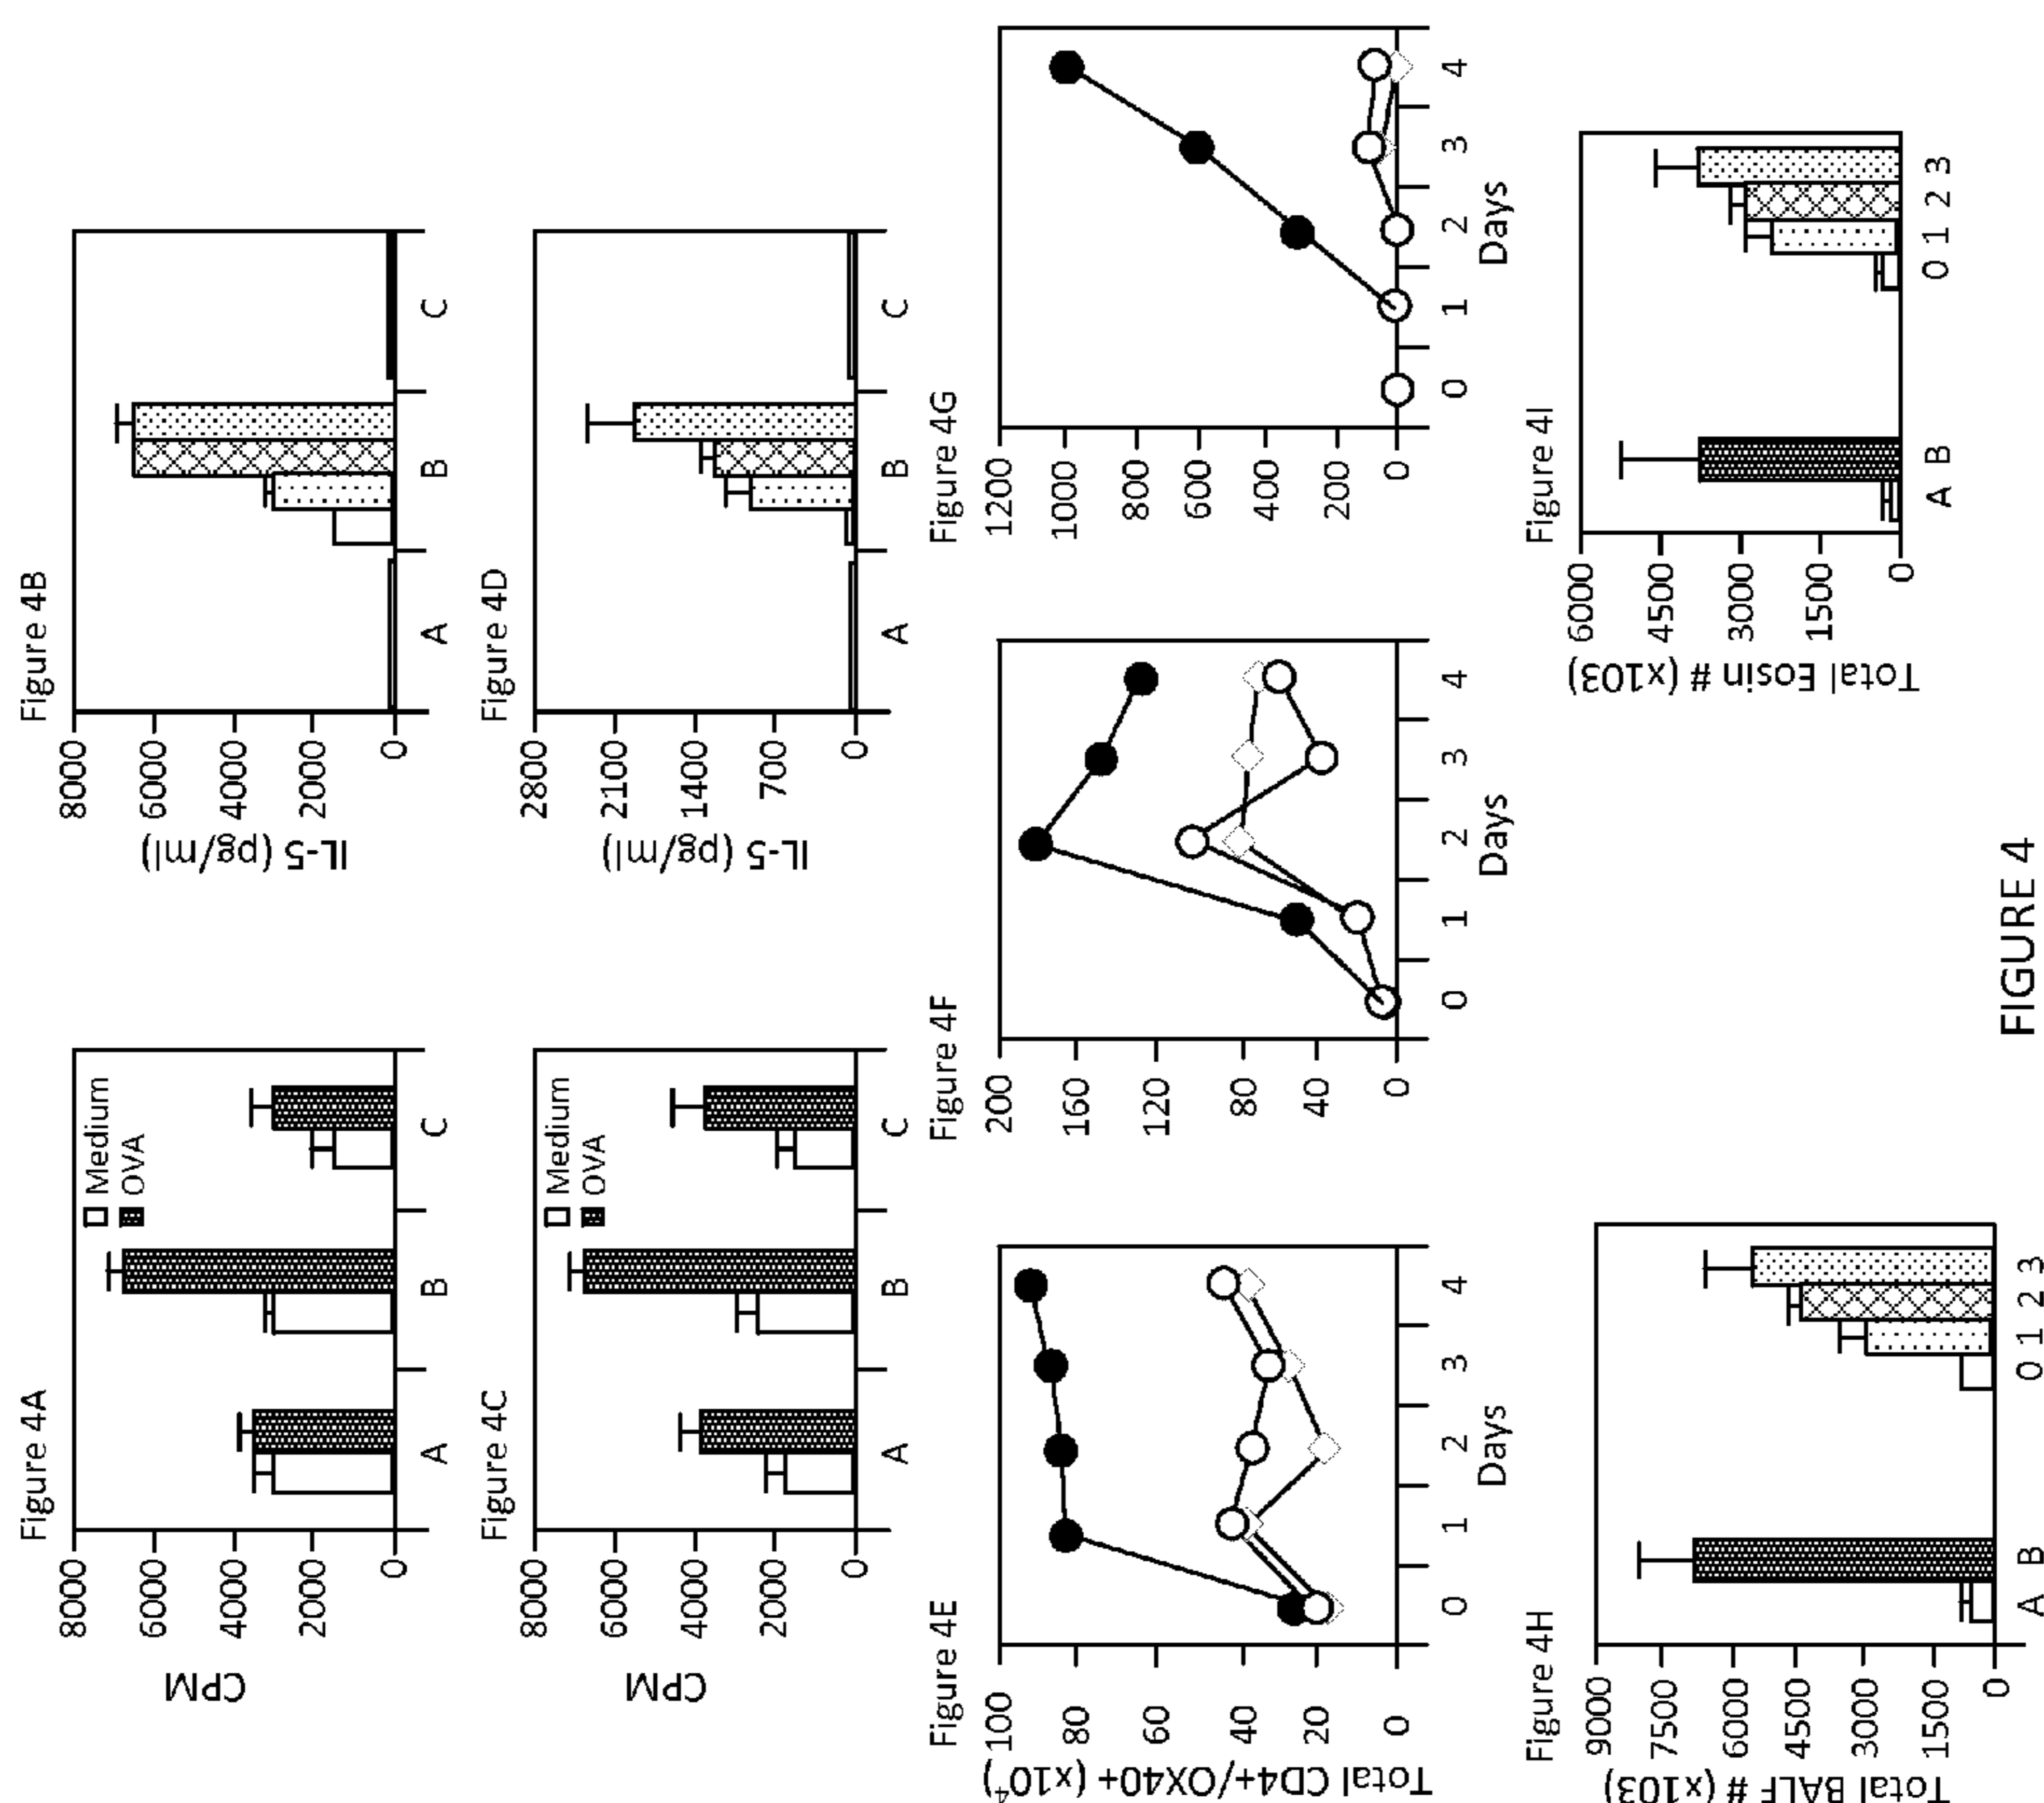 Figure 4A
8000
6000
4000
2000
0
CPM
Medium
OVA
A B C
Figure 4B
8000
6000
4000
2000
0
IL-5 (pg/ml)
A B C
Figure 4C
8000
6000
4000
2000
0
CPM
Medium
OVA
A B C
Figure 4D
2800
2100
1400
700
0
IL-5 (pg/ml)
A B C
Figure 4E
100
80
60
40
20
0
Total CD4+/OX40+ (x10⁴)
0 1 2 3 4
Days
Figure 4F
200
160
120
80
40
0
0 1 2 3 4
Days
Figure 4G
1200
1000
800
600
400
200
0
0 1 2 3 4
Days
Figure 4H
9000
7500
6000
4500
3000
1500
0
Total BALF # (x103)
A B 0 1 2 3
Figure 4I
6000
4500
3000
1500
0
Total Eosin # (x103)
A B 0 1 2 3
FIGURE 4